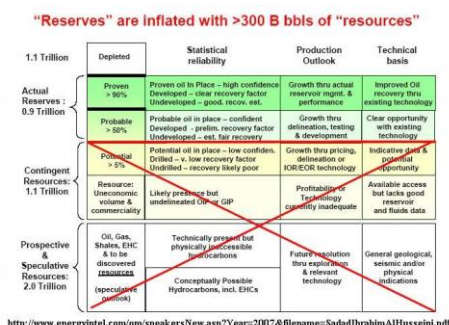 “Reserves” are inflated with >300 B bbls of “resources”
1.1 Trillion
Depleted
Statistical
reliability
Production
Outlook
Technical
basis
Actual
Reserves :
0.9 Trillion
Proven
> 90%
Proven oil In Place – high confident
Developed – clear recovery factor
Undeveloped – good. recov. est.
Growth thru actual
reservoir mgnt. &
performance
Improved Oil
recovery thru
existing technology
Probable
> 50%
Probable oil in place – confident
Developed - prelim. recovery factor
Undeveloped – est. fair recovery
Growth thru
delineation, testing
& development
Clear opportunity
with existing
technology
Contingent
Resources:
1.1 Trillion
Potential
> 5%
Potential oil in place – low confiden.
Drilled – v. low recovery factor
Undrilled – recovery likely poor
Growth thru pricing,
delineation or
IOR/EOR technology
Indicative data &
potential
opportunity
Resource:
Uneconomic
volume &
commerciality
Likely presence but
undelineated OIP or GIP
Profitability or
Technology
currently inadequate
Available access
but lacks good
reservoir
and fluids data
Prospective
&
Speculative
Resources:
2.0 Trillion
Oil, Gas,
Shales, EHC
& to be
discovered
resources
(speculative
outlook)
Technically present but
physically inaccessible
hydrocarbons
Conceptually Possible
Hydrocarbons, incl. EHCs
Future resolution
thru exploration
& relevant
technology
General geological,
seismic and/or
physical
indications
http://www.energyintel.com/om/speakersNew.asp?Year=2007&filename=SadadIbrahimAlHusseini.pdf